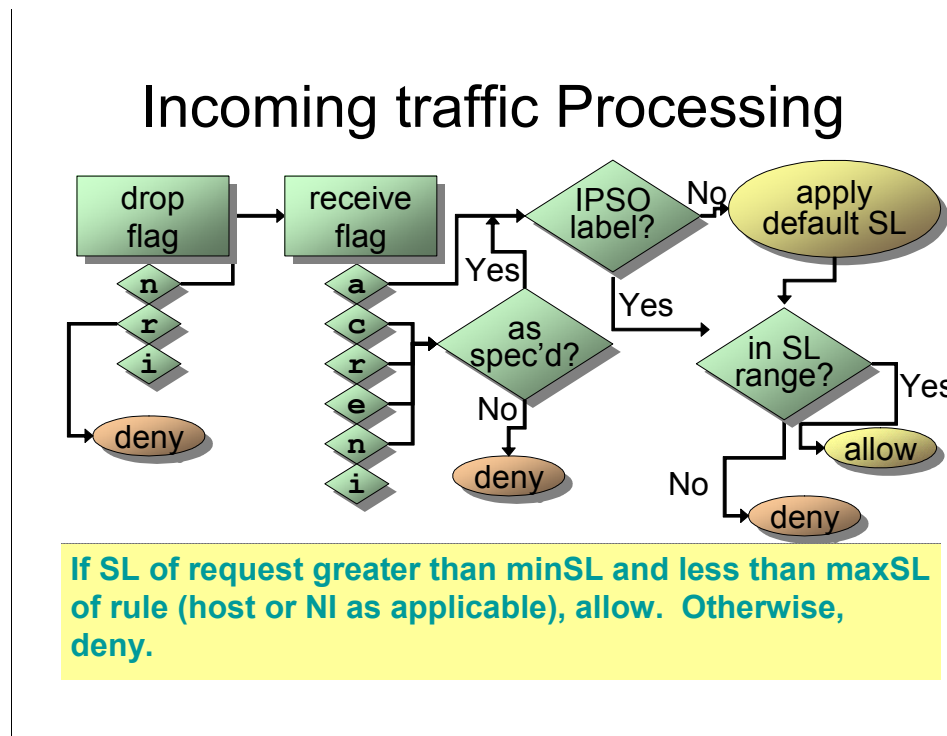 Incoming traffic Processing
drop
flag
n
r
i
deny
receive
flag
a
c
r
e
n
i
as
spec'd?
Yes
No
deny
IPSO
label?
No
Yes
apply
default SL
in SL
range?
Yes
allow
No
deny
If SL of request greater than minSL and less than maxSL
of rule (host or NI as applicable), allow.  Otherwise,
deny.